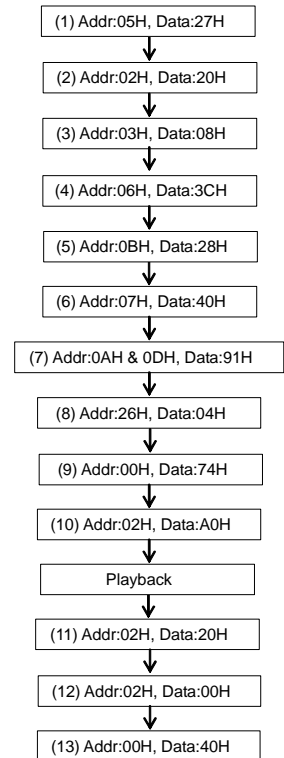 (1) Addr:05H, Data:27H
(2) Addr:02H, Data:20H
(3) Addr:03H, Data:08H
(4) Addr:06H, Data:3CH
(5) Addr:0BH, Data:28H
(6) Addr:07H, Data:40H
(7) Addr:0AH & 0DH, Data:91H
(8) Addr:26H, Data:04H
(9) Addr:00H, Data:74H
(10) Addr:02H, Data:A0H
Playback
(11) Addr:02H, Data:20H
(12) Addr:02H, Data:00H
(13) Addr:00H, Data:40H